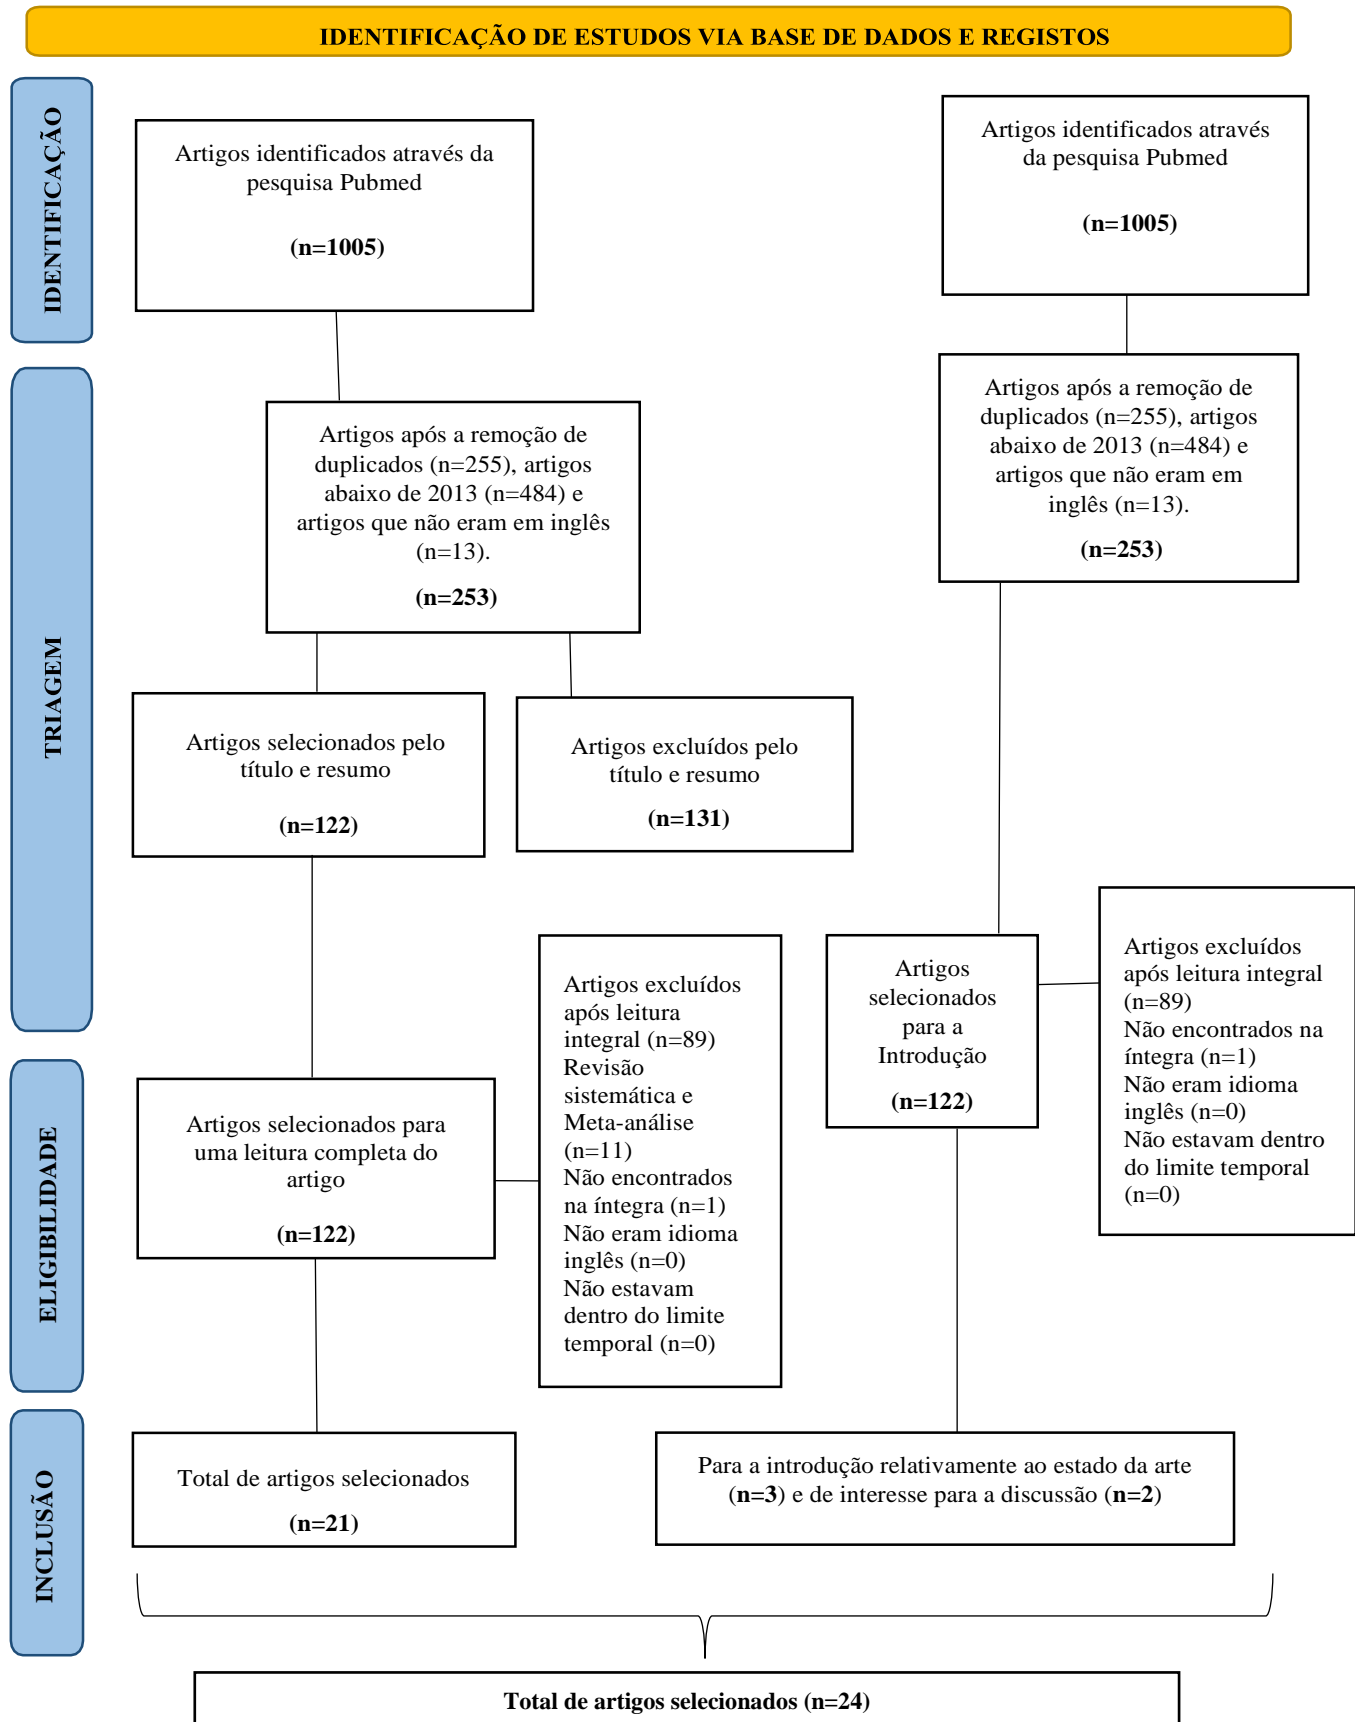 IDENTIFICAÇÃO DE ESTUDOS VIA BASE DE DADOS E REGISTOS
IDENTIFICAÇÃO
Artigos identificados através da
pesquisa Pubmed
(n=1005)
Artigos identificados através
da pesquisa Pubmed
(n=1005)
TRIAGEM
Artigos após a remoção de
duplicados (n=255), artigos
abaixo de 2013 (n=484) e
artigos que não eram em inglês
(n=13).
(n=253)
Artigos após a remoção de
duplicados (n=255), artigos
abaixo de 2013 (n=484) e
artigos que não eram em
inglês (n=13).
(n=253)
Artigos selecionados pelo
título e resumo
(n=122)
Artigos excluídos pelo
título e resumo
(n=131)
Artigos
selecionados
para a
Introdução
(n=122)
Artigos excluídos
após leitura integral
(n=89)
Não encontrados na
íntegra (n=1)
Não eram idioma
inglês (n=0)
Não estavam dentro
do limite temporal
(n=0)
ELIGIBILIDADE
Artigos selecionados para
uma leitura completa do
artigo
(n=122)
Artigos excluídos
após leitura
integral (n=89)
Revisão
sistemática e
Meta-análise
(n=11)
Não encontrados
na íntegra (n=1)
Não eram idioma
inglês (n=0)
Não estavam
dentro do limite
temporal (n=0)
INCLUSÃO
Total de artigos selecionados
(n=21)
Para a introdução relativamente ao estado da arte
(n=3) e de interesse para a discussão (n=2)
Total de artigos selecionados (n=24)